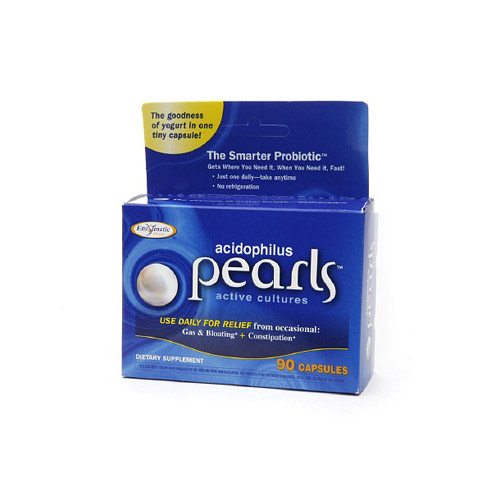 The goodness
of yogurt in one
tiny capsule!
The Smarter Probiotic™
Gets Where You Need It, When You Need It, Fast!
• Just one daily—take anytime
• No refrigeration
Enzymatic
acidophilus
pearls™
active cultures
USE DAILY FOR RELIEF from occasional:
Gas & Bloating* + Constipation*
DIETARY SUPPLEMENT
90 CAPSULES